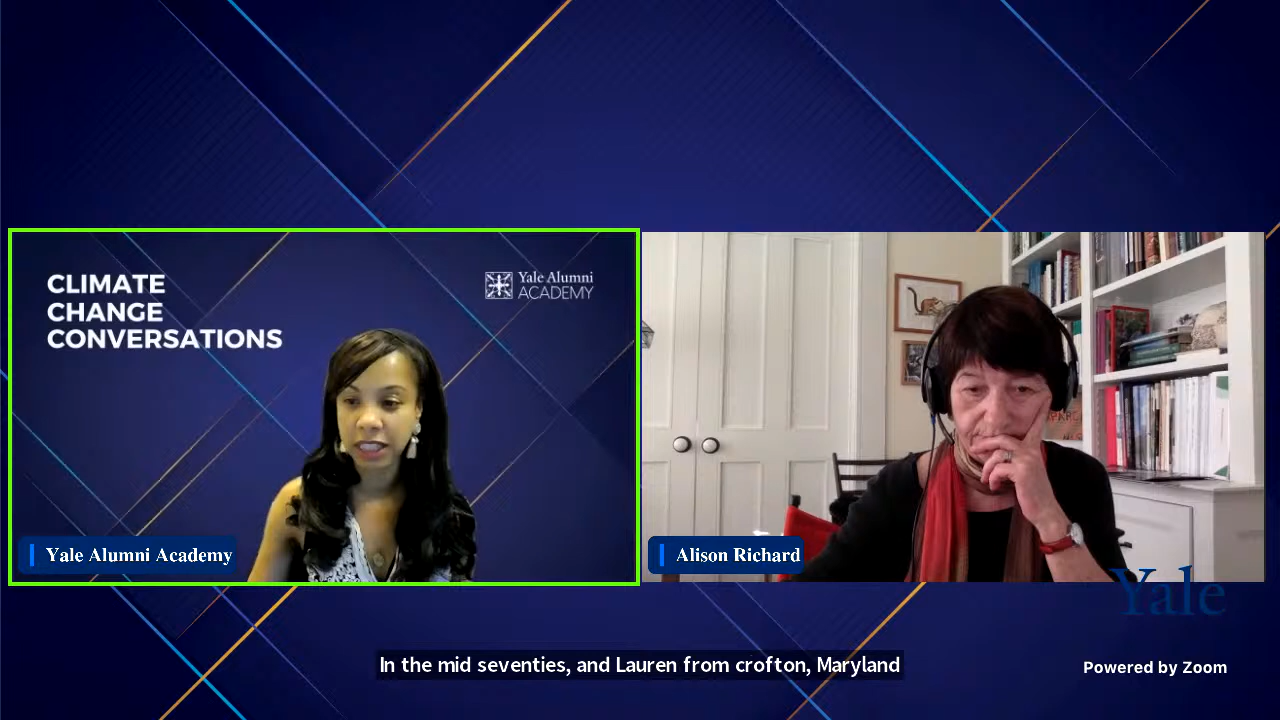 CLIMATE
CHANGE
CONVERSATIONS
Yale Alumni
ACADEMY
Yale Alumni Academy
Alison Richard
Yale
In the mid seventies, and Lauren from crofton, Maryland
Powered by Zoom